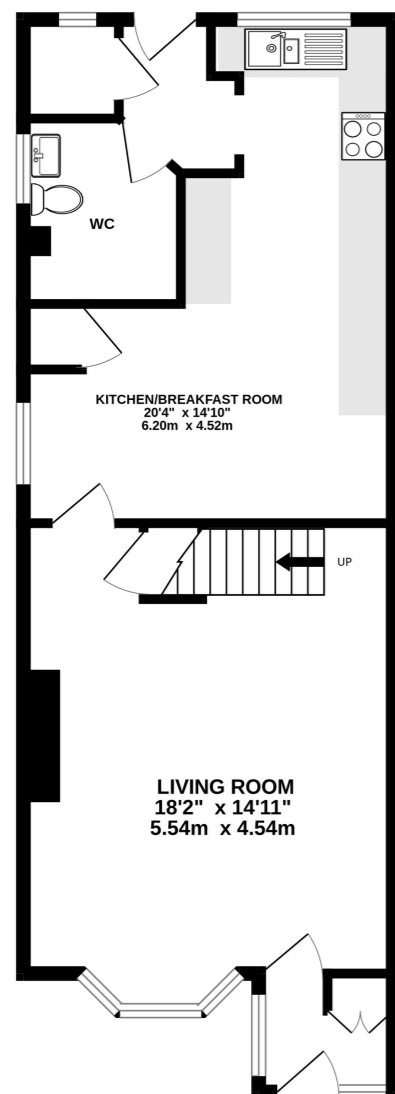 WC
KITCHEN/BREAKFAST ROOM
20'4" x 14'10"
6.20m x 4.52m
UP
LIVING ROOM
18'2" x 14'11"
5.54m x 4.54m